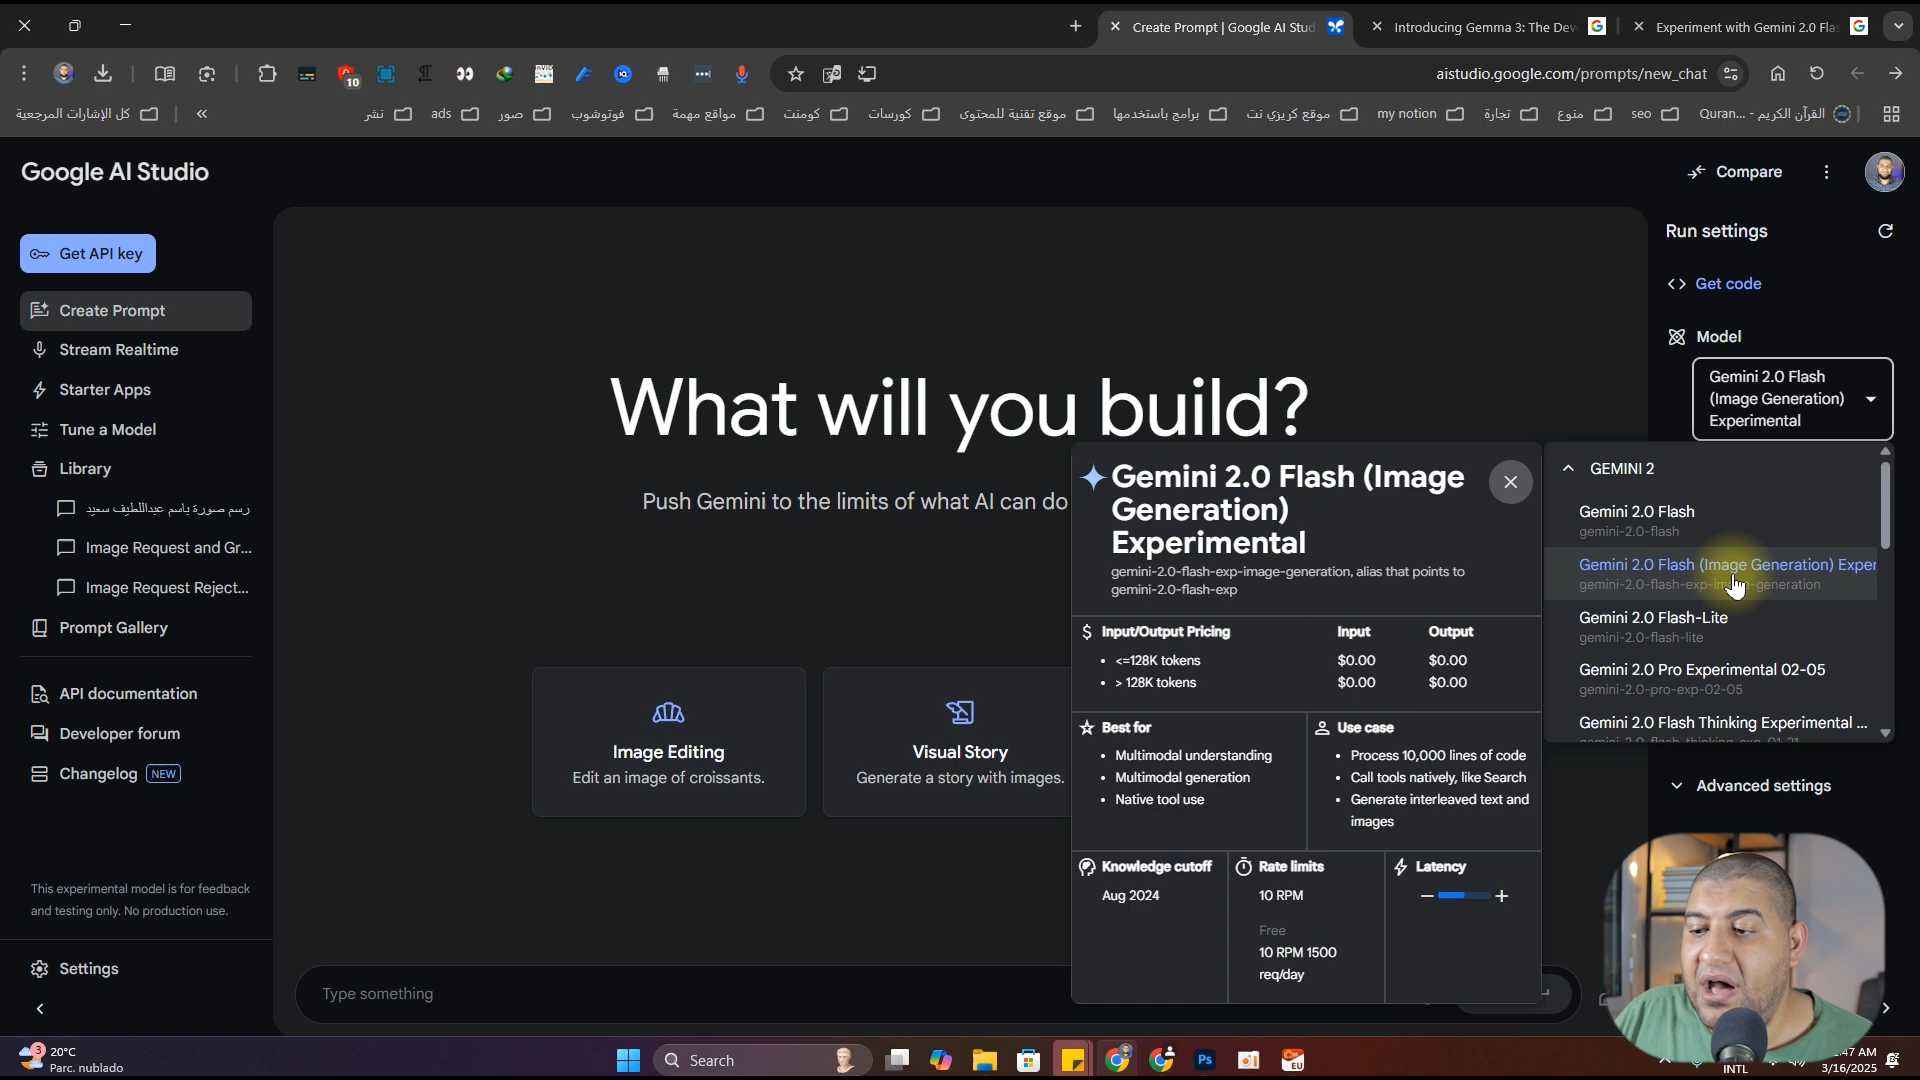 Create Prompt | Google AI Stud
Introducing Gemma 3: The Dev
Experiment with Gemini 2.0 Flas
10
aistudio.google.com/prompts/new_chat
كل الإشارات المرجعية
نشر
ads
صور
فوتوشوب
مواقع مهمة
كومنت
كورسات
موقع تقنية للمحتوى
برامج باستخدمها
موقع كريزي نت
my notion
تجارة
منوع
seo
القرآن الكريم - Quran...
Google AI Studio
Compare
Get API key
Create Prompt
Stream Realtime
Starter Apps
Tune a Model
Library
رسم صورة باسم عبداللطيف سعيد
Image Request and Gr...
Image Request Reject...
Prompt Gallery
API documentation
Developer forum
Changelog NEW
This experimental model is for feedback
and testing only. No production use.
Settings
What will you build?
Push Gemini to the limits of what AI can do
Image Editing
Edit an image of croissants.
Visual Story
Generate a story with images.
Type something
Gemini 2.0 Flash (Image
Generation)
Experimental
gemini-2.0-flash-exp-image-generation, alias that points to
gemini-2.0-flash-exp
Input/Output Pricing Input Output
• <=128K tokens $0.00 $0.00
• > 128K tokens $0.00 $0.00
Best for
• Multimodal understanding
• Multimodal generation
• Native tool use
Use case
• Process 10,000 lines of code
• Call tools natively, like Search
• Generate interleaved text and
images
Knowledge cutoff
Aug 2024
Rate limits
10 RPM
Free
10 RPM 1500
req/day
Latency
Run settings
Get code
Model
Gemini 2.0 Flash
(Image Generation)
Experimental
GEMINI 2
Gemini 2.0 Flash
gemini-2.0-flash
Gemini 2.0 Flash (Image Generation) Exper
gemini-2.0-flash-exp-image-generation
Gemini 2.0 Flash-Lite
gemini-2.0-flash-lite
Gemini 2.0 Pro Experimental 02-05
gemini-2.0-pro-exp-02-05
Gemini 2.0 Flash Thinking Experimental ...
Advanced settings
3
20°C
Parc. nublado
Search
Ps
EU
INTL
:47 AM
3/16/2025